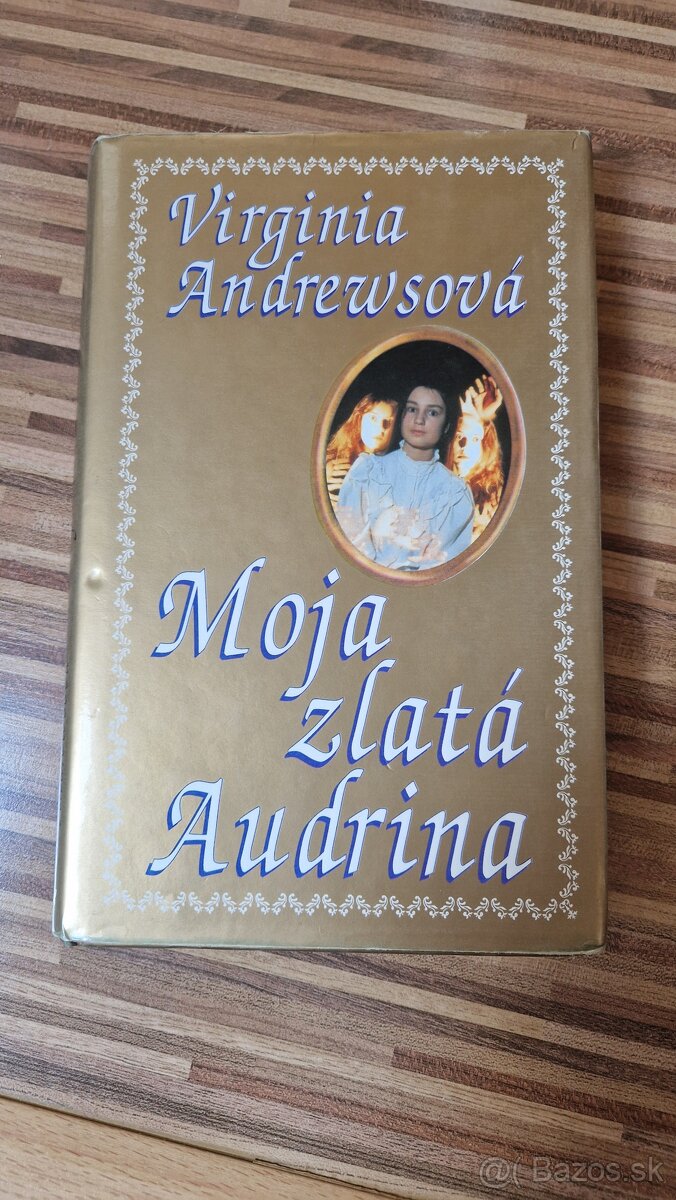 Virginia
Andrewsová
Moja
zlatá
Audrina
@( Bazos.sk